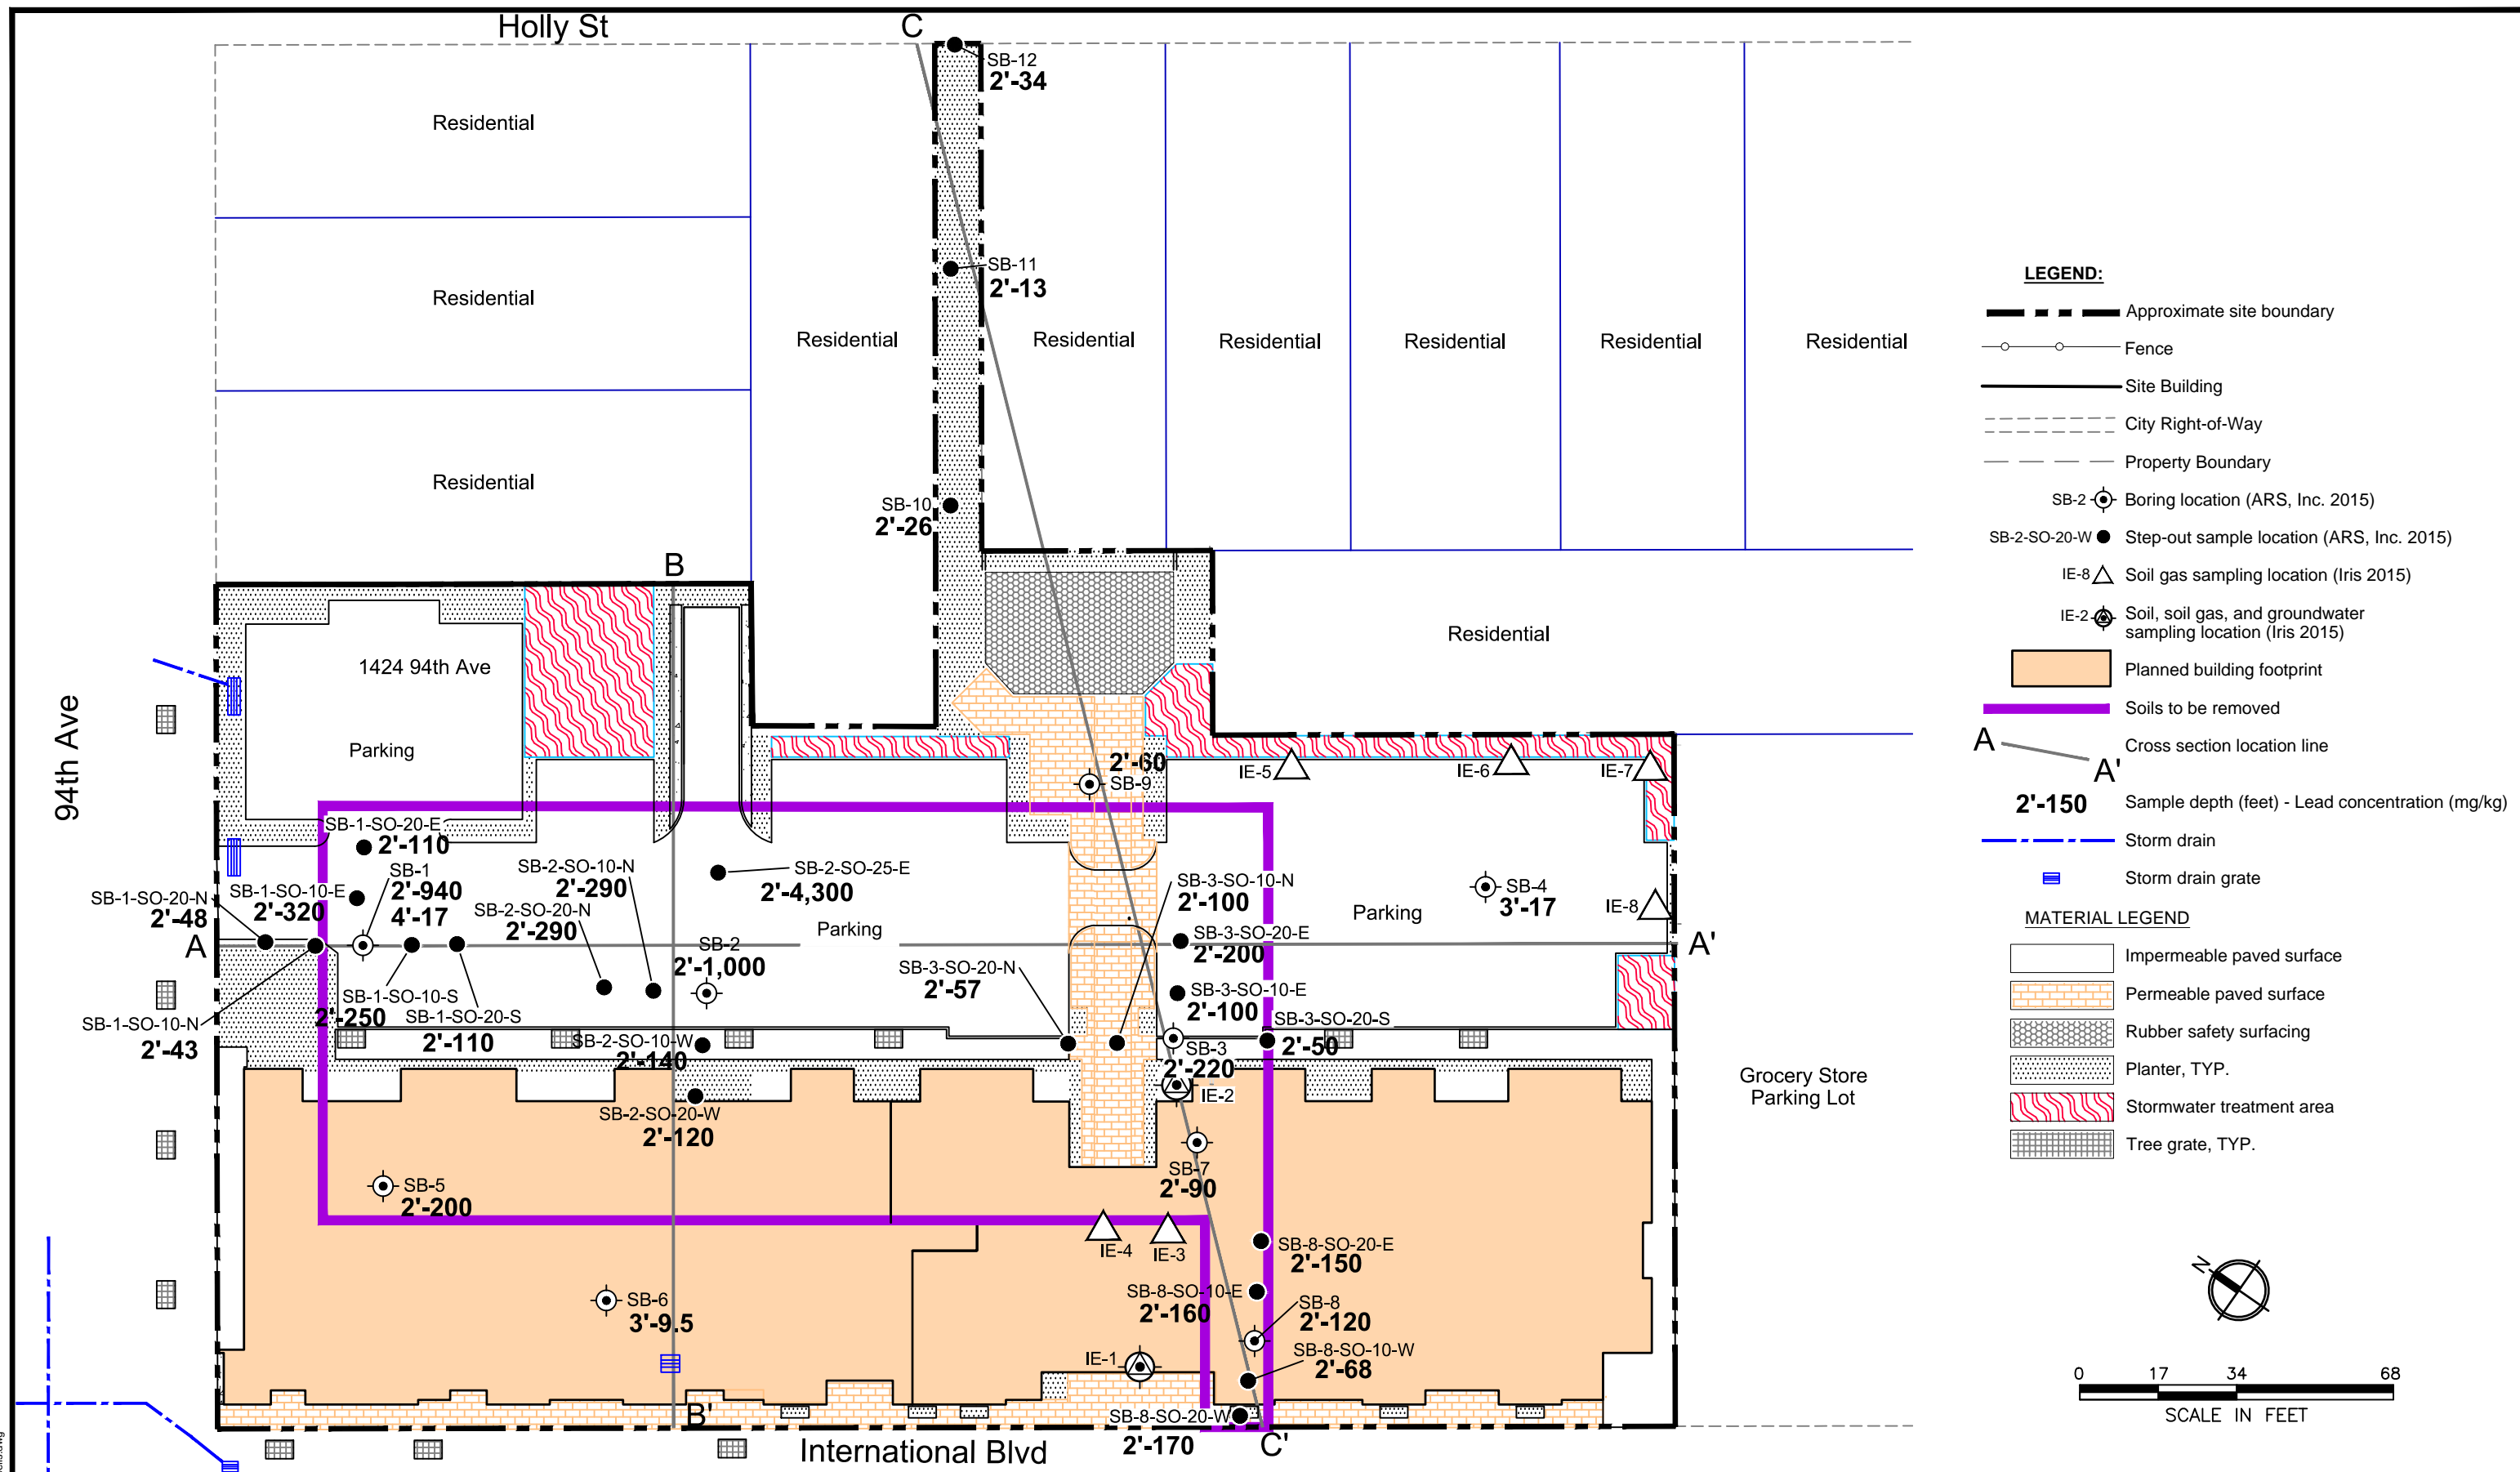 Holly St
C
SB-12
2'-34
Residential
SB-11
2'-13
Residential
Residential
Residential
Residential
Residential
Residential
Residential
Residential
SB-10
2'-26
B
1424 94th Ave
Residential
94th Ave
Parking
2'-60
SB-9
IE-5
IE-6
IE-7
SB-1-SO-20-E
2'-110
SB-1
2'-940
4'-17
SB-1-SO-10-E
2'-320
SB-1-SO-20-N
2'-48
SB-2-SO-10-N
2'-290
SB-2-SO-20-N
2'-290
SB-2-SO-25-E
2'-4,300
Parking
SB-3-SO-10-N
2'-100
SB-3-SO-20-E
2'-200
Parking
SB-4
3'-17
IE-8
A
A'
SB-2
2'-1,000
SB-3-SO-20-N
2'-57
SB-3-SO-10-E
2'-100
SB-1-SO-10-S
2'-250
SB-1-SO-20-S
2'-110
SB-1-SO-10-N
2'-43
SB-3-SO-20-S
2'-50
SB-2-SO-10-W
2'-140
SB-3
2'-220
IE-2
SB-2-SO-20-W
2'-120
Grocery Store
Parking Lot
SB-5
2'-200
SB-7
2'-90
IE-4
IE-3
SB-8-SO-20-E
2'-150
SB-8-SO-10-E
2'-160
SB-6
3'-9.5
SB-8
2'-120
IE-1
SB-8-SO-10-W
2'-68
B'
SB-8-SO-20-W
2'-170
C'
International Blvd
LEGEND:
Approximate site boundary
Fence
Site Building
City Right-of-Way
Property Boundary
SB-2 Boring location (ARS, Inc. 2015)
SB-2-SO-20-W Step-out sample location (ARS, Inc. 2015)
IE-8 Soil gas sampling location (Iris 2015)
IE-2 Soil, soil gas, and groundwater
sampling location (Iris 2015)
Planned building footprint
Soils to be removed
A Cross section location line
A'
2'-150 Sample depth (feet) - Lead concentration (mg/kg)
Storm drain
Storm drain grate
MATERIAL LEGEND
Impermeable paved surface
Permeable paved surface
Rubber safety surfacing
Planter, TYP.
Stormwater treatment area
Tree grate, TYP.
N
0 17 34 68
SCALE IN FEET